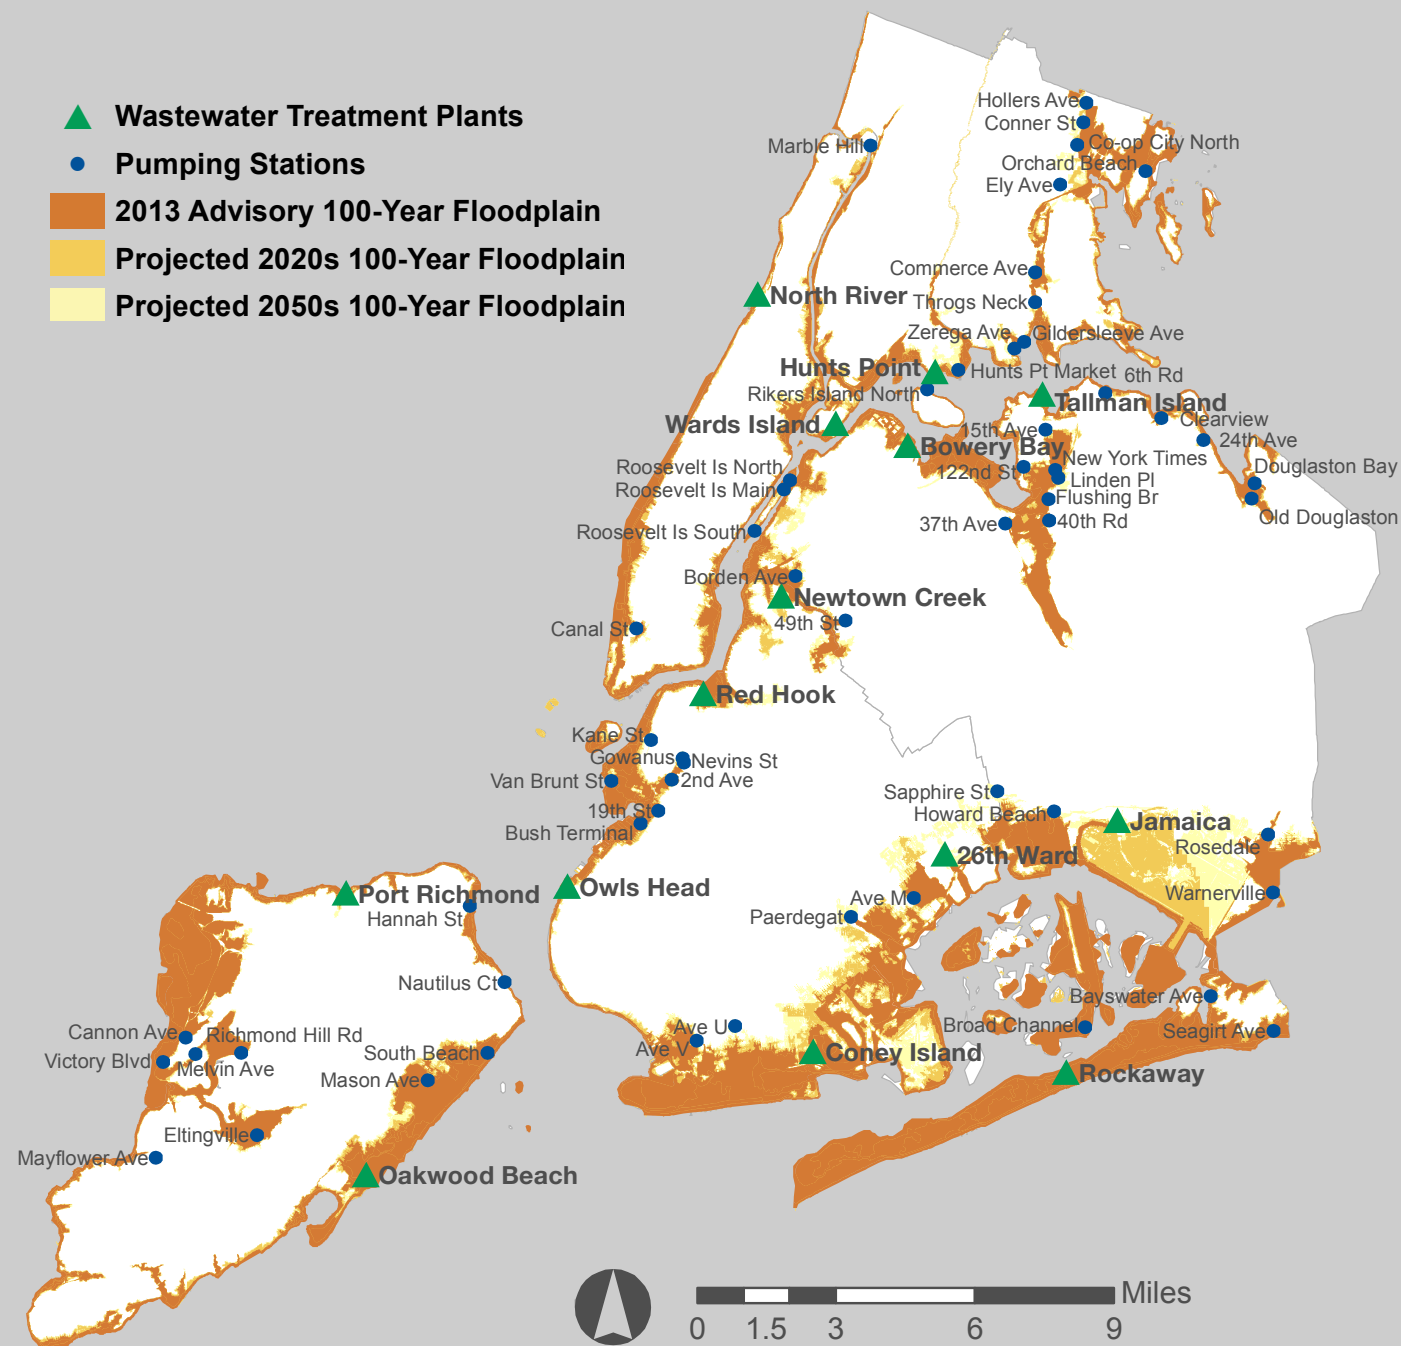 Wastewater Treatment Plants
Pumping Stations
2013 Advisory 100-Year Floodplain
Projected 2020s 100-Year Floodplain
Projected 2050s 100-Year Floodplain
Hollers Ave
Conner St
Marble Hill
Co-op City North
Orchard Beach
Ely Ave
Commerce Ave
North River
Throgs Neck
Zerega Ave
Gildersleeve Ave
Hunts Point
Hunts Pt Market
6th Rd
Rikers Island North
Tallman Island
Wards Island
Clearview
15th Ave
24th Ave
Bowery Bay
New York Times
Roosevelt Is North
Douglaston Bay
122nd St
Linden Pl
Roosevelt Is Main
Flushing Br
Old Douglaston
37th Ave
40th Rd
Roosevelt Is South
Borden Ave
Newtown Creek
49th St
Canal St
Red Hook
Kane St
Gowanus
Nevins St
Van Brunt St
2nd Ave
Sapphire St
19th St
Howard Beach
Jamaica
Bush Terminal
Rosedale
26th Ward
Owls Head
Port Richmond
Warnerville
Ave M
Hannah St
Paerdegat
Nautilus Ct
Bayswater Ave
Ave U
Broad Channel
Seagirt Ave
Cannon Ave
Richmond Hill Rd
Ave V
South Beach
Coney Island
Victory Blvd
Melvin Ave
Rockaway
Mason Ave
Eltingville
Mayflower Ave
Oakwood Beach
Miles
0 1.5 3 6 9